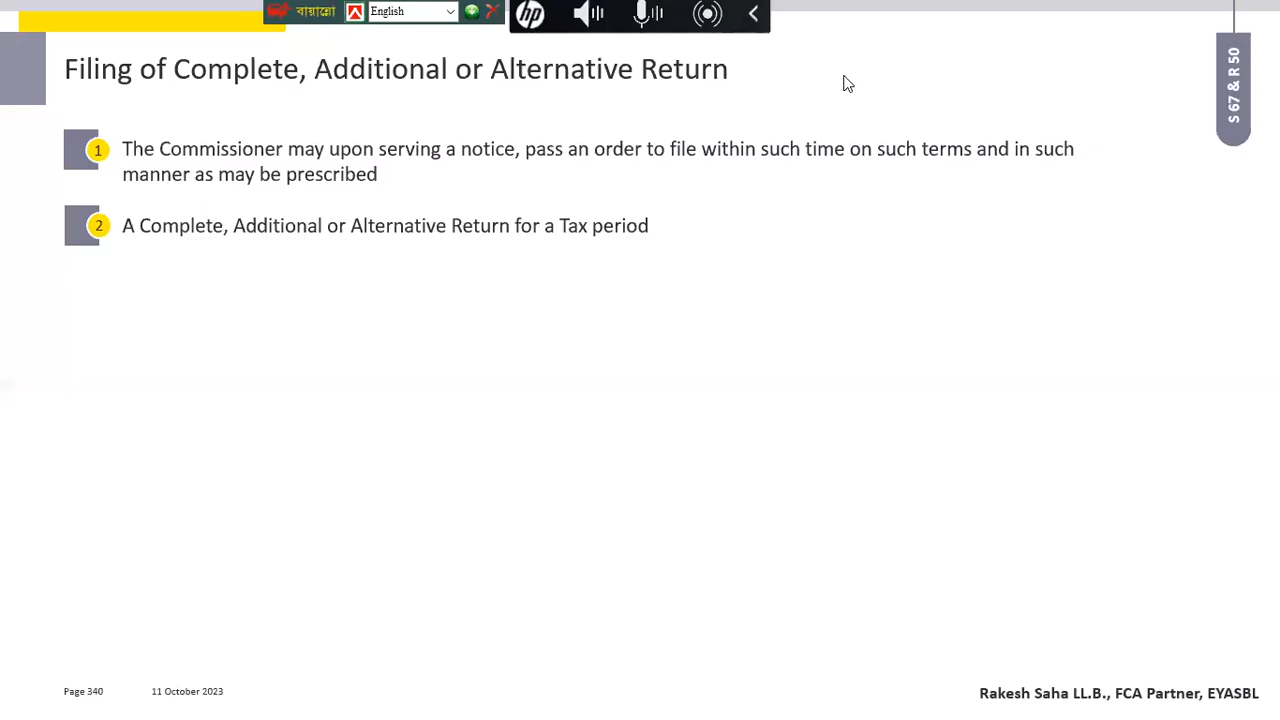 বায়ান্নো
English
hp
Filing of Complete, Additional or Alternative Return
S 67 & R 50
1 The Commissioner may upon serving a notice, pass an order to file within such time on such terms and in such
manner as may be prescribed
2 A Complete, Additional or Alternative Return for a Tax period
Page 340
11 October 2023
Rakesh Saha LL.B., FCA Partner, EYASBL